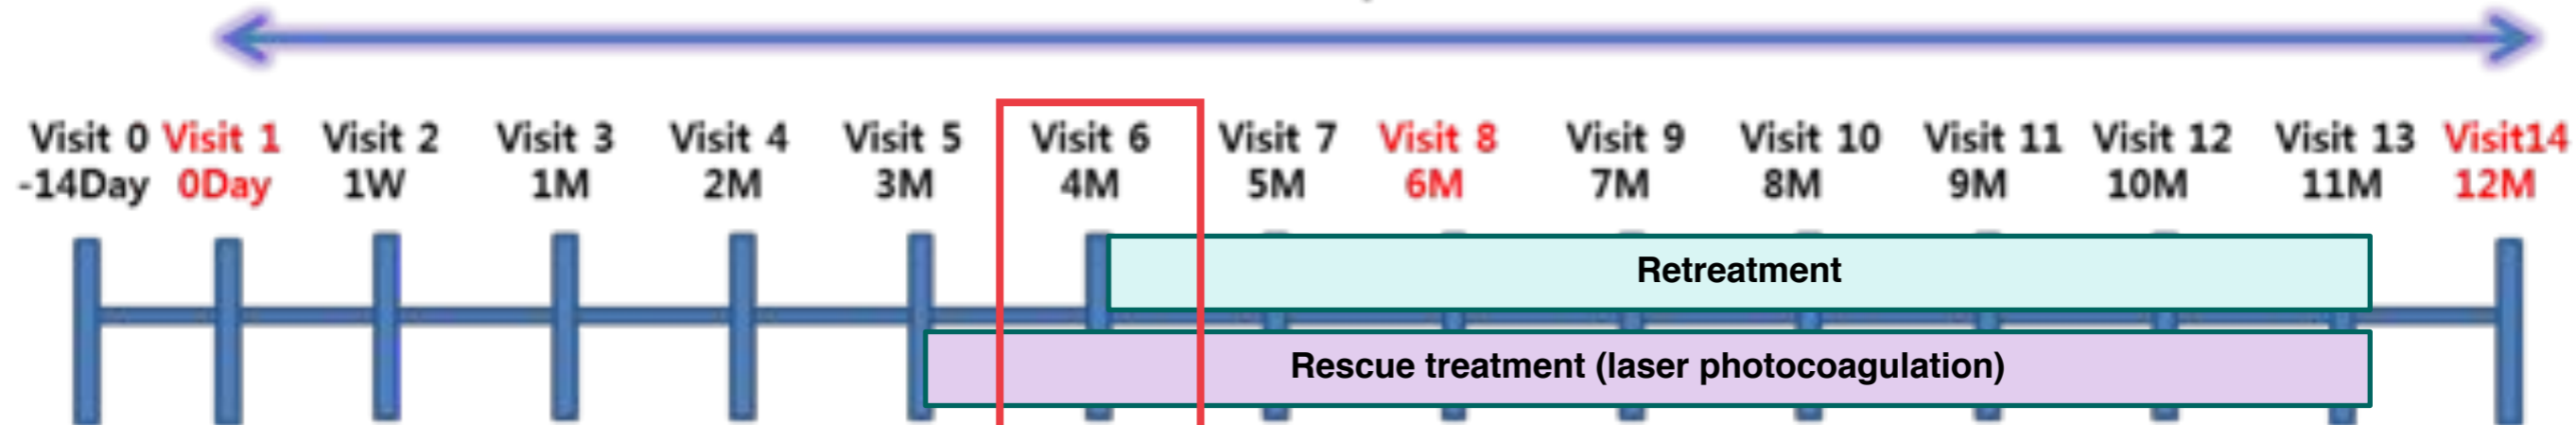 Visit 0 Visit 1 Visit 2 Visit 3 Visit 4 Visit 5 Visit 6 Visit 7 Visit 8 Visit 9 Visit 10 Visit 11 Visit 12 Visit 13 Visit14
-14Day 0Day 1W 1M 2M 3M 4M 5M 6M 7M 8M 9M 10M 11M 12M
Retreatment
Rescue treatment (laser photocoagulation)